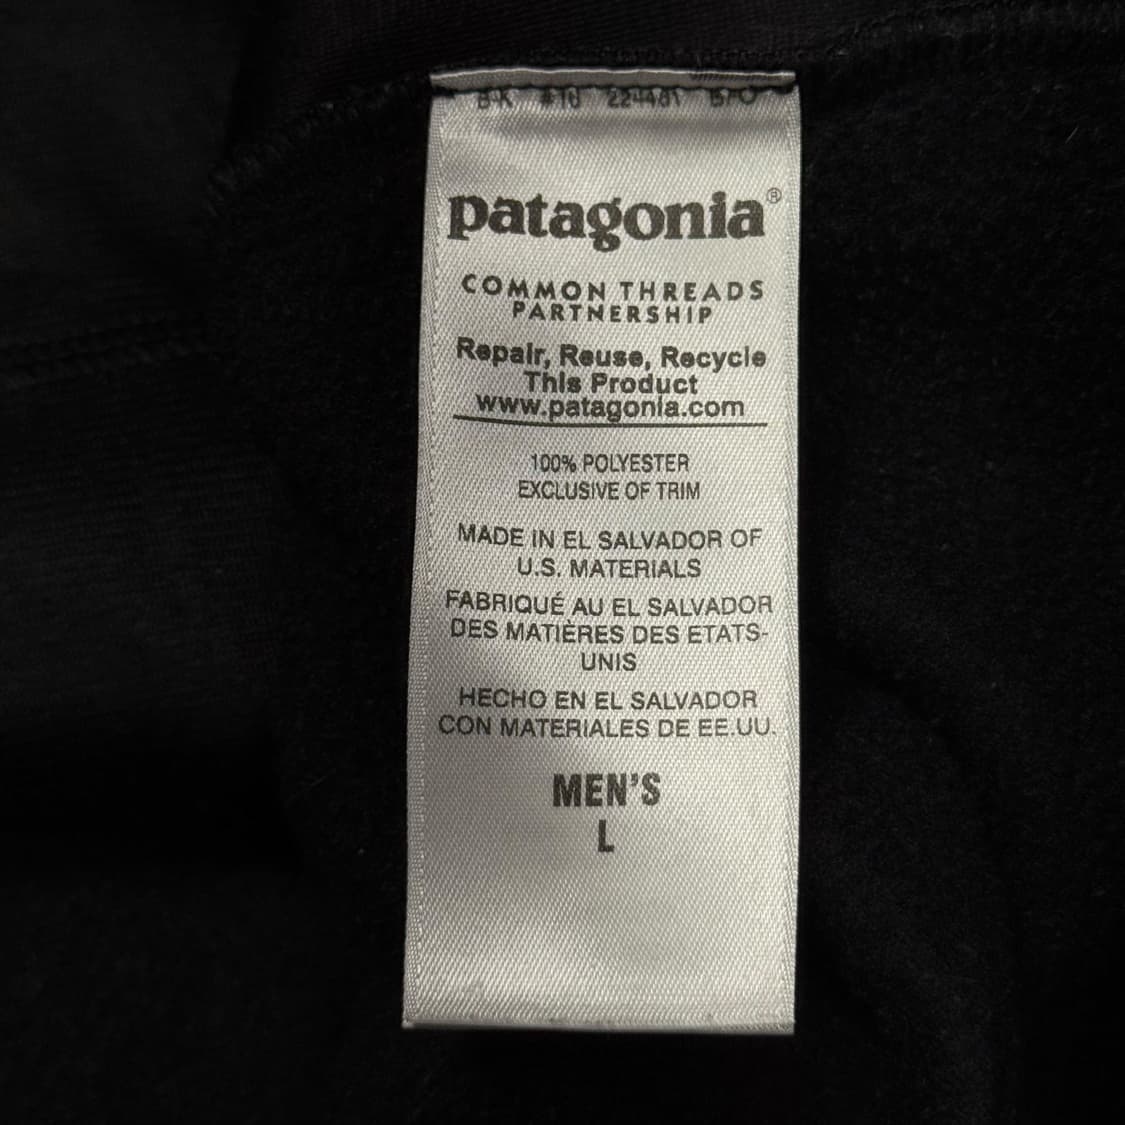 patagonia®
COMMON THREADS
PARTNERSHIP
Repair, Reuse, Recycle
This Product
www.patagonia.com
100% POLYESTER
EXCLUSIVE OF TRIM
MADE IN EL SALVADOR OF
U.S. MATERIALS
FABRIQUÉ AU EL SALVADOR
DES MATIÈRES DES ETATS-
UNIS
HECHO EN EL SALVADOR
CON MATERIALES DE EE.UU.
MEN'S
L